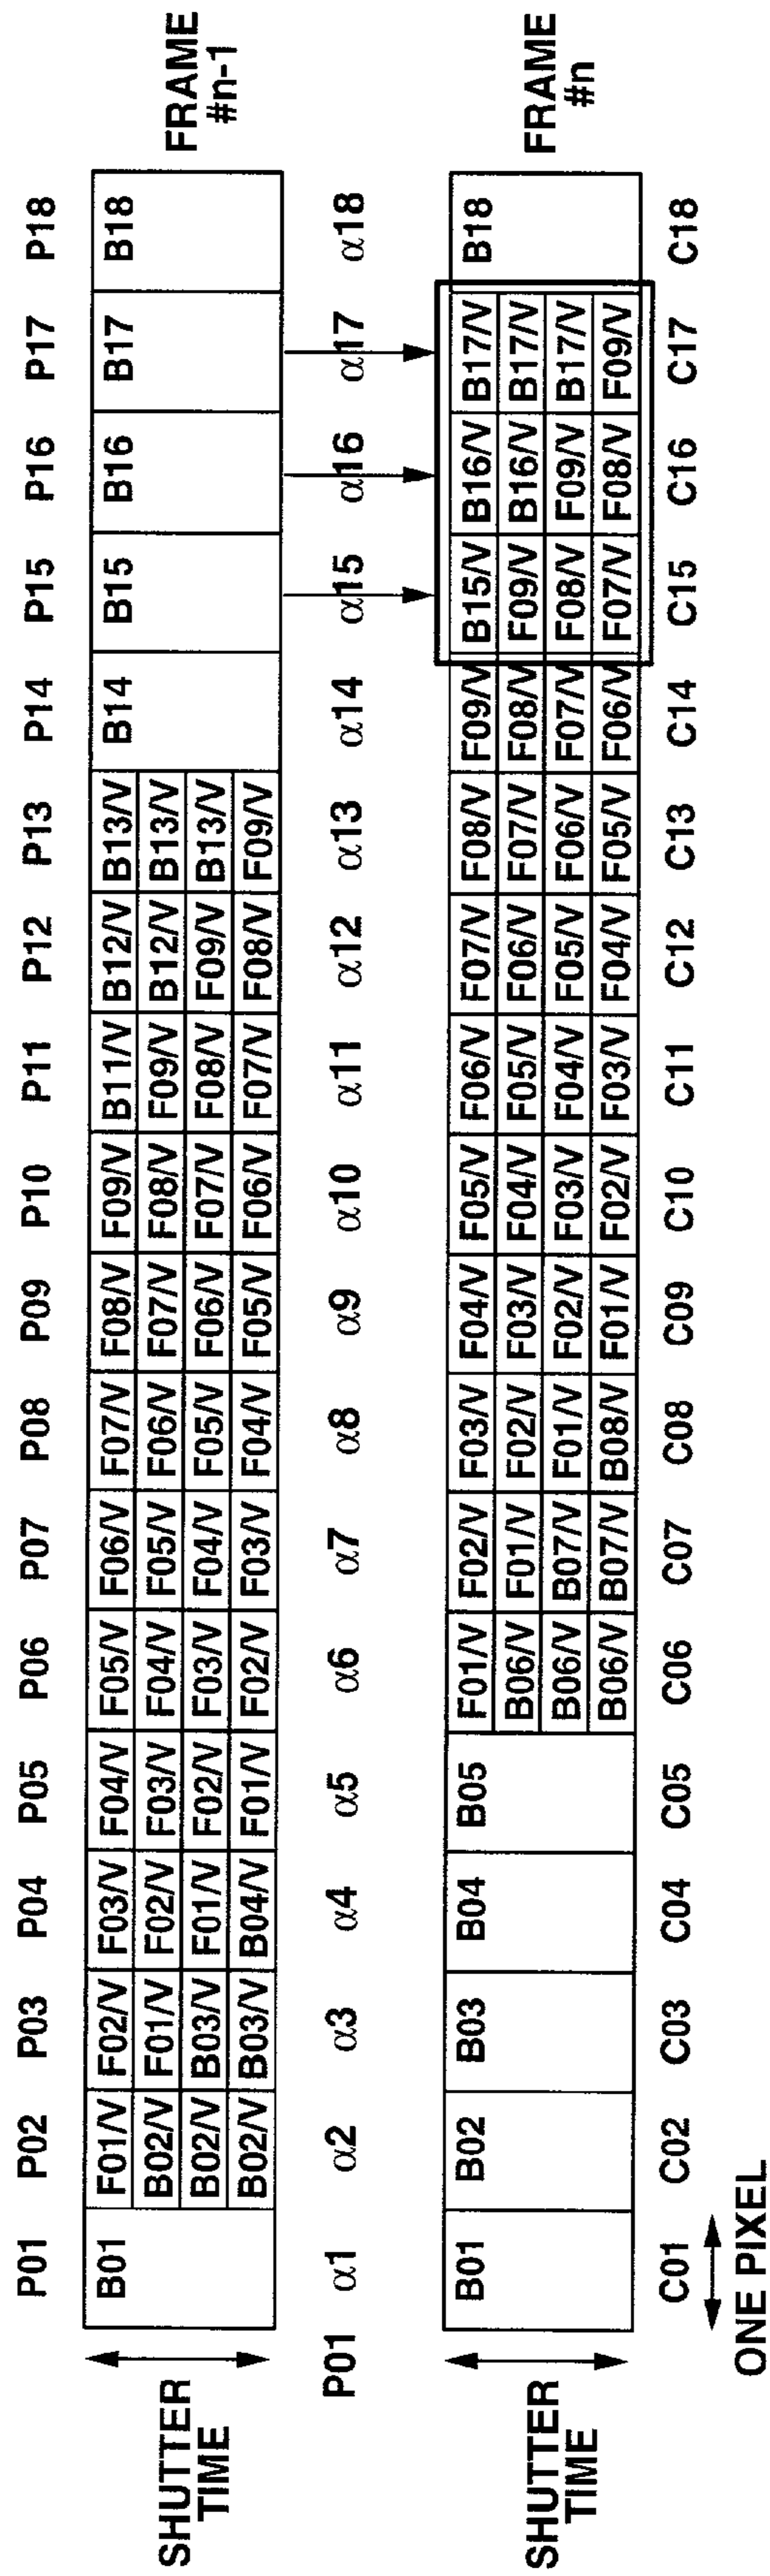 P01 P02 P03 P04 P05 P06 P07 P08 P09 P10 P11 P12 P13 P14 P15 P16 P17 P18
B01 F01/V F02/V F03/V F04/V F05/V F06/V F07/V F08/V F09/V B11/V B12/V B13/V B14 B15 B16 B17 B18
B02/V F01/V F02/V F03/V F04/V F05/V F06/V F07/V F08/V F09/V B12/V B13/V
B02/V B03/V F01/V F02/V F03/V F04/V F05/V F06/V F07/V F08/V F09/V B13/V
B02/V B03/V B04/V F01/V F02/V F03/V F04/V F05/V F06/V F07/V F08/V F09/V
SHUTTER
TIME
FRAME
#n-1
P01 α1 α2 α3 α4 α5 α6 α7 α8 α9 α10 α11 α12 α13 α14 α15 α16 α17 α18
B01 B02 B03 B04 B05 F01/V F02/V F03/V F04/V F05/V F06/V F07/V F08/V F09/V B15/V B16/V B17/V B18
B06/V F01/V F02/V F03/V F04/V F05/V F06/V F07/V F08/V F09/V B16/V B17/V
B06/V B07/V F01/V F02/V F03/V F04/V F05/V F06/V F07/V F08/V F09/V B17/V
B06/V B07/V B08/V F01/V F02/V F03/V F04/V F05/V F06/V F07/V F08/V F09/V
SHUTTER
TIME
FRAME
#n
C01 C02 C03 C04 C05 C06 C07 C08 C09 C10 C11 C12 C13 C14 C15 C16 C17 C18
ONE PIXEL